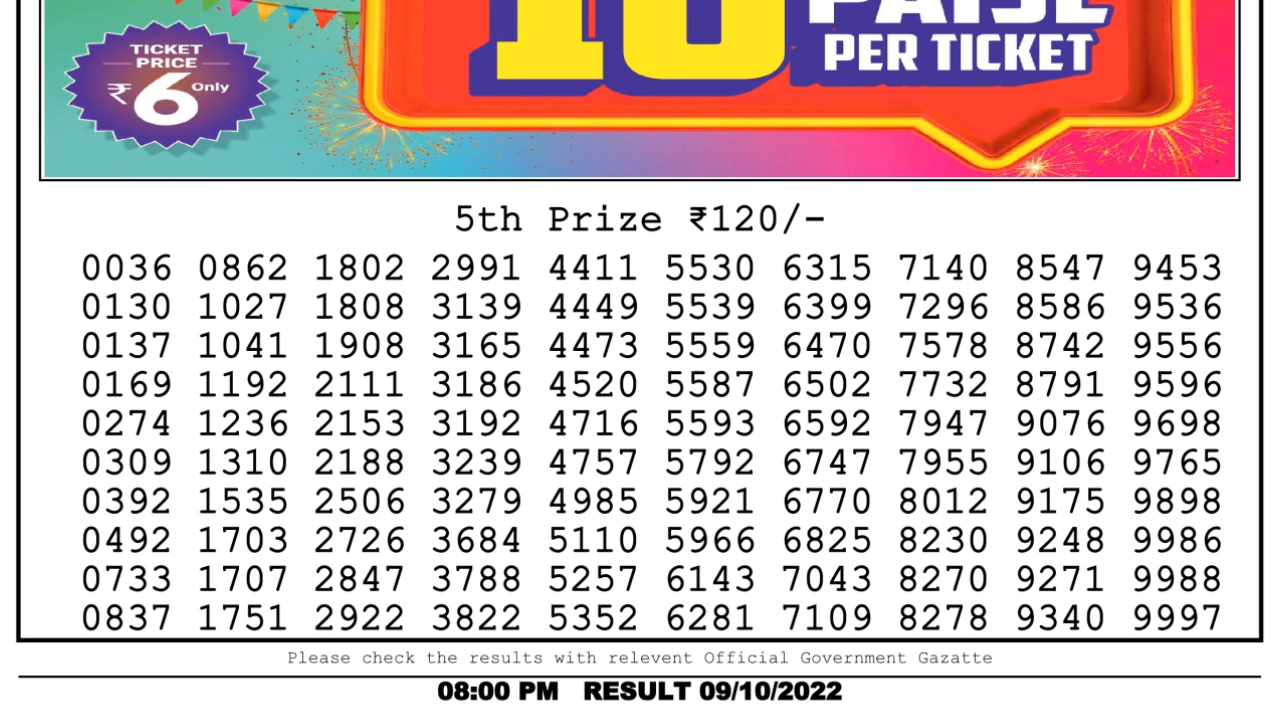 10 PAISE
PER TICKET
TICKET
PRICE
₹6 Only
5th Prize ₹120/-
0036 0862 1802 2991 4411 5530 6315 7140 8547 9453
0130 1027 1808 3139 4449 5539 6399 7296 8586 9536
0137 1041 1908 3165 4473 5559 6470 7578 8742 9556
0169 1192 2111 3186 4520 5587 6502 7732 8791 9596
0274 1236 2153 3192 4716 5593 6592 7947 9076 9698
0309 1310 2188 3239 4757 5792 6747 7955 9106 9765
0392 1535 2506 3279 4985 5921 6770 8012 9175 9898
0492 1703 2726 3684 5110 5966 6825 8230 9248 9986
0733 1707 2847 3788 5257 6143 7043 8270 9271 9988
0837 1751 2922 3822 5352 6281 7109 8278 9340 9997
Please check the results with relevent Official Government Gazatte
08:00 PM RESULT 09/10/2022